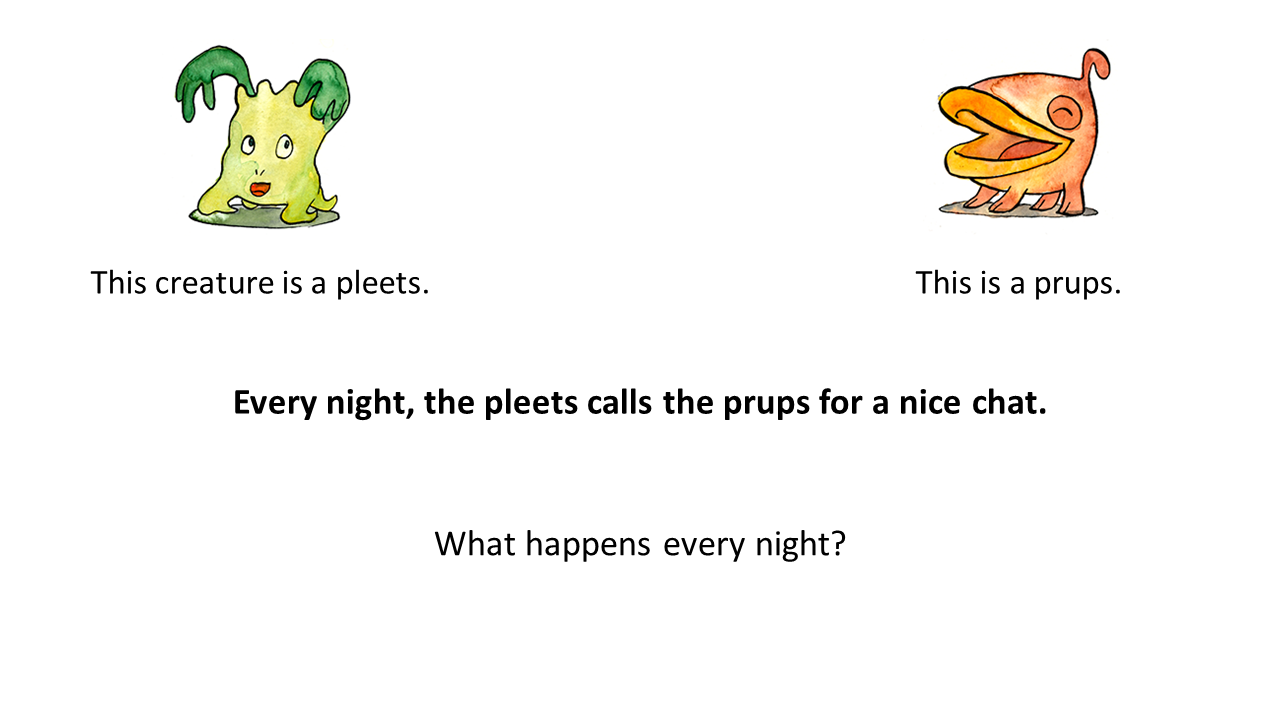 This creature is a pleets.
This is a prups.
Every night, the pleets calls the prups for a nice chat.
What happens every night?